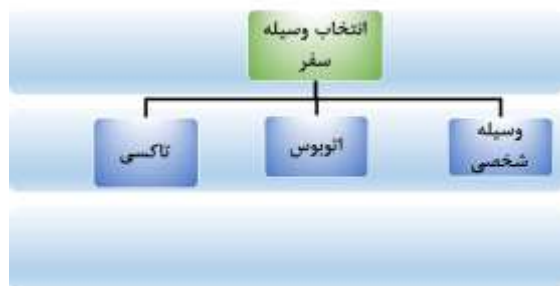 انتخاب وسیله
سفر
وسیله
شخصی
اتوبوس
تاکسی